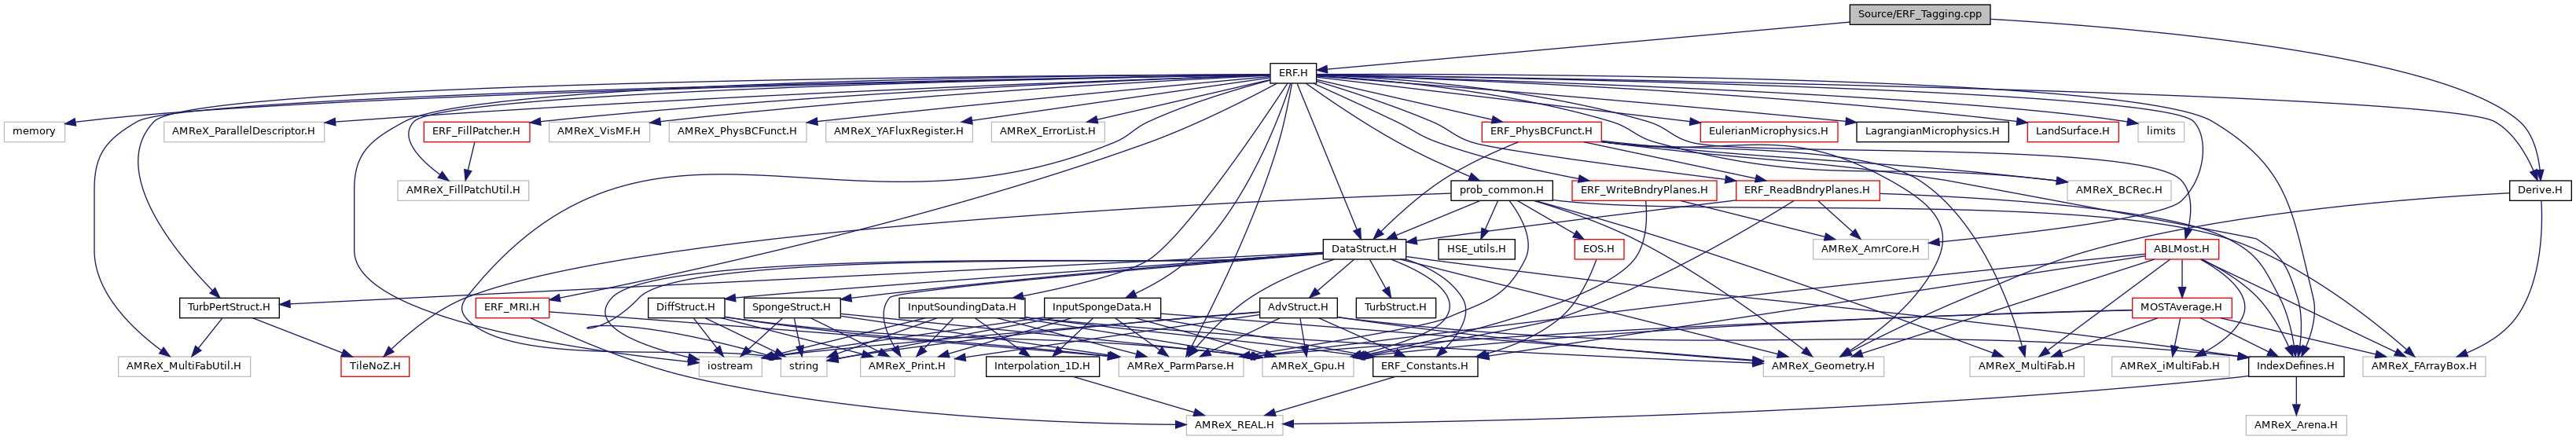 Source/ERF_Tagging.cpp
ERF.H
memory
AMReX_ParallelDescriptor.H
ERF_FillPatcher.H
AMReX_VisMF.H
AMReX_PhysBCFunct.H
AMReX_YAFluxRegister.H
AMReX_ErrorList.H
ERF_PhysBCFunct.H
EulerianMicrophysics.H
LagrangianMicrophysics.H
LandSurface.H
limits
AMReX_FillPatchUtil.H
prob_common.H
ERF_WriteBndryPlanes.H
ERF_ReadBndryPlanes.H
AMReX_BCRec.H
Derive.H
DataStruct.H
HSE_utils.H
EOS.H
AMReX_AmrCore.H
ABLMost.H
TurbPertStruct.H
ERF_MRI.H
DiffStruct.H
SpongeStruct.H
InputSoundingData.H
InputSpongeData.H
AdvStruct.H
TurbStruct.H
MOSTAverage.H
AMReX_MultiFabUtil.H
TileNoZ.H
iostream
string
AMReX_Print.H
Interpolation_1D.H
AMReX_ParmParse.H
AMReX_Gpu.H
ERF_Constants.H
AMReX_Geometry.H
AMReX_MultiFab.H
AMReX_iMultiFab.H
IndexDefines.H
AMReX_FArrayBox.H
AMReX_REAL.H
AMReX_Arena.H